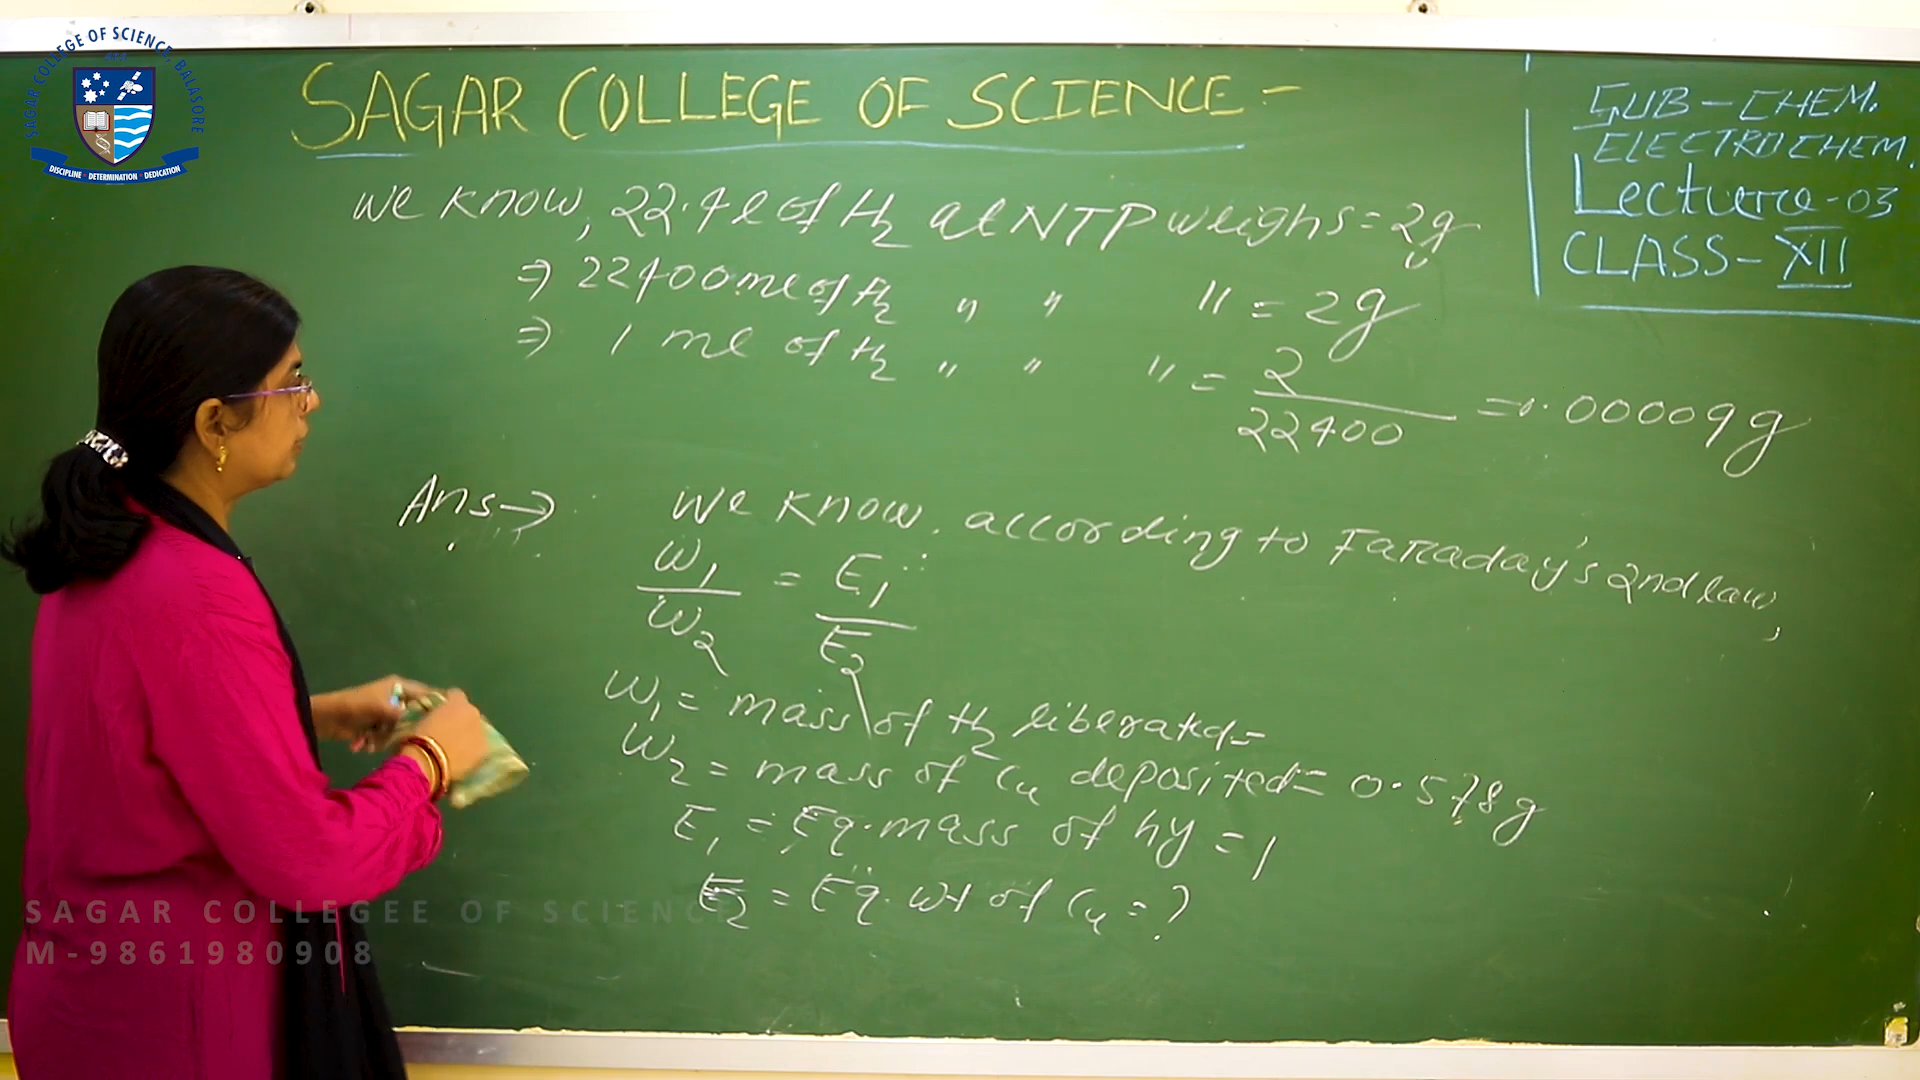 SAGAR COLLEGE OF SCIENCE, BALASORE
DISCIPLINE - DETERMINATION - DEDICATION
SAGAR COLLEGE OF SCIENCE -
SUB - CHEM.
ELECTROCHEM.
Lecture - 03
CLASS - XII
We know, 22.4l of H2 at NTP weighs = 2g
⇒ 22400ml of H2 " " " = 2g
⇒ 1 ml of H2 " " " = 2/22400 = 0.00009g
Ans → We know, according to Faraday's 2nd law,
W1/W2 = E1/E2
W1 = mass of H2 liberated =
W2 = mass of Cu deposited = 0.578g
E1 = Eq. mass of hy = 1
E2 = Eq. wt of Cu = ?
SAGAR COLLEGEE OF SCIENCE
M-9861980908